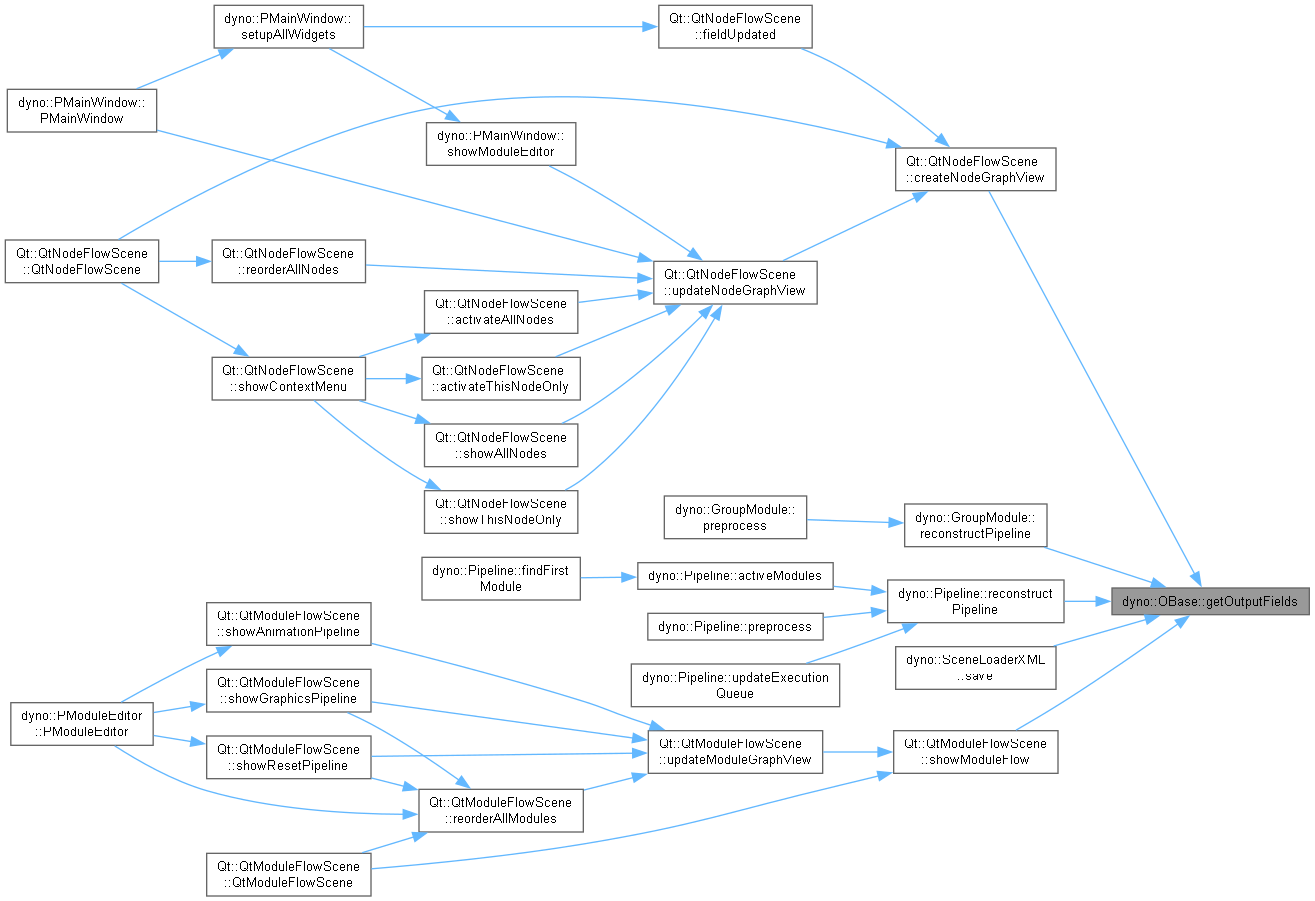 dyno::PMainWindow::
setupAllWidgets
Qt::QtNodeFlowScene
::fieldUpdated
dyno::PMainWindow::
PMainWindow
dyno::PMainWindow::
showModuleEditor
Qt::QtNodeFlowScene
::createNodeGraphView
Qt::QtNodeFlowScene
::QtNodeFlowScene
Qt::QtNodeFlowScene
::reorderAllNodes
Qt::QtNodeFlowScene
::updateNodeGraphView
Qt::QtNodeFlowScene
::activateAllNodes
Qt::QtNodeFlowScene
::showContextMenu
Qt::QtNodeFlowScene
::activateThisNodeOnly
Qt::QtNodeFlowScene
::showAllNodes
Qt::QtNodeFlowScene
::showThisNodeOnly
dyno::GroupModule::
preprocess
dyno::GroupModule::
reconstructPipeline
dyno::Pipeline::findFirst
Module
dyno::Pipeline::activeModules
dyno::Pipeline::reconstruct
Pipeline
dyno::OBase::getOutputFields
dyno::Pipeline::preprocess
Qt::QtModuleFlowScene
::showAnimationPipeline
dyno::SceneLoaderXML
::save
dyno::Pipeline::updateExecution
Queue
Qt::QtModuleFlowScene
::showGraphicsPipeline
dyno::PModuleEditor
::PModuleEditor
Qt::QtModuleFlowScene
::showResetPipeline
Qt::QtModuleFlowScene
::updateModuleGraphView
Qt::QtModuleFlowScene
::showModuleFlow
Qt::QtModuleFlowScene
::reorderAllModules
Qt::QtModuleFlowScene
::QtModuleFlowScene